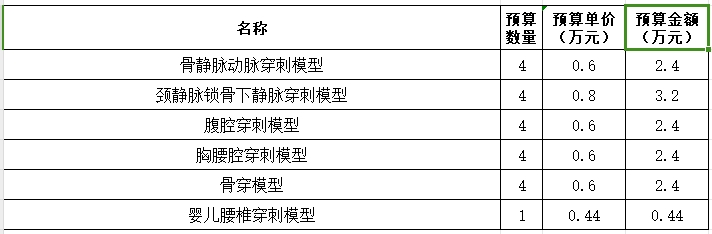 名称 预算数量 预算单价（万元） 预算金额（万元）
骨静脉动脉穿刺模型 4 0.6 2.4
颈静脉锁骨下静脉穿刺模型 4 0.8 3.2
腹腔穿刺模型 4 0.6 2.4
胸腰腔穿刺模型 4 0.6 2.4
骨穿模型 4 0.6 2.4
婴儿腰椎穿刺模型 1 0.44 0.44